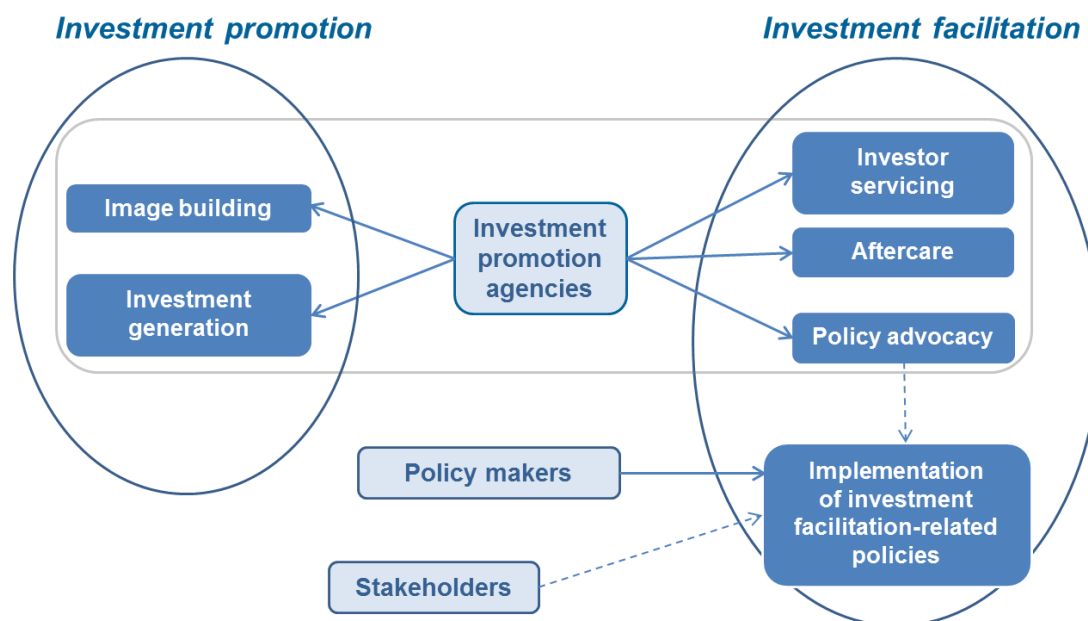 Investment promotion
Investment facilitation
Image building
Investment
generation
Investment
promotion
agencies
Investor
servicing
Aftercare
Policy advocacy
Policy makers
Stakeholders
Implementation
of investment
facilitation-related
policies